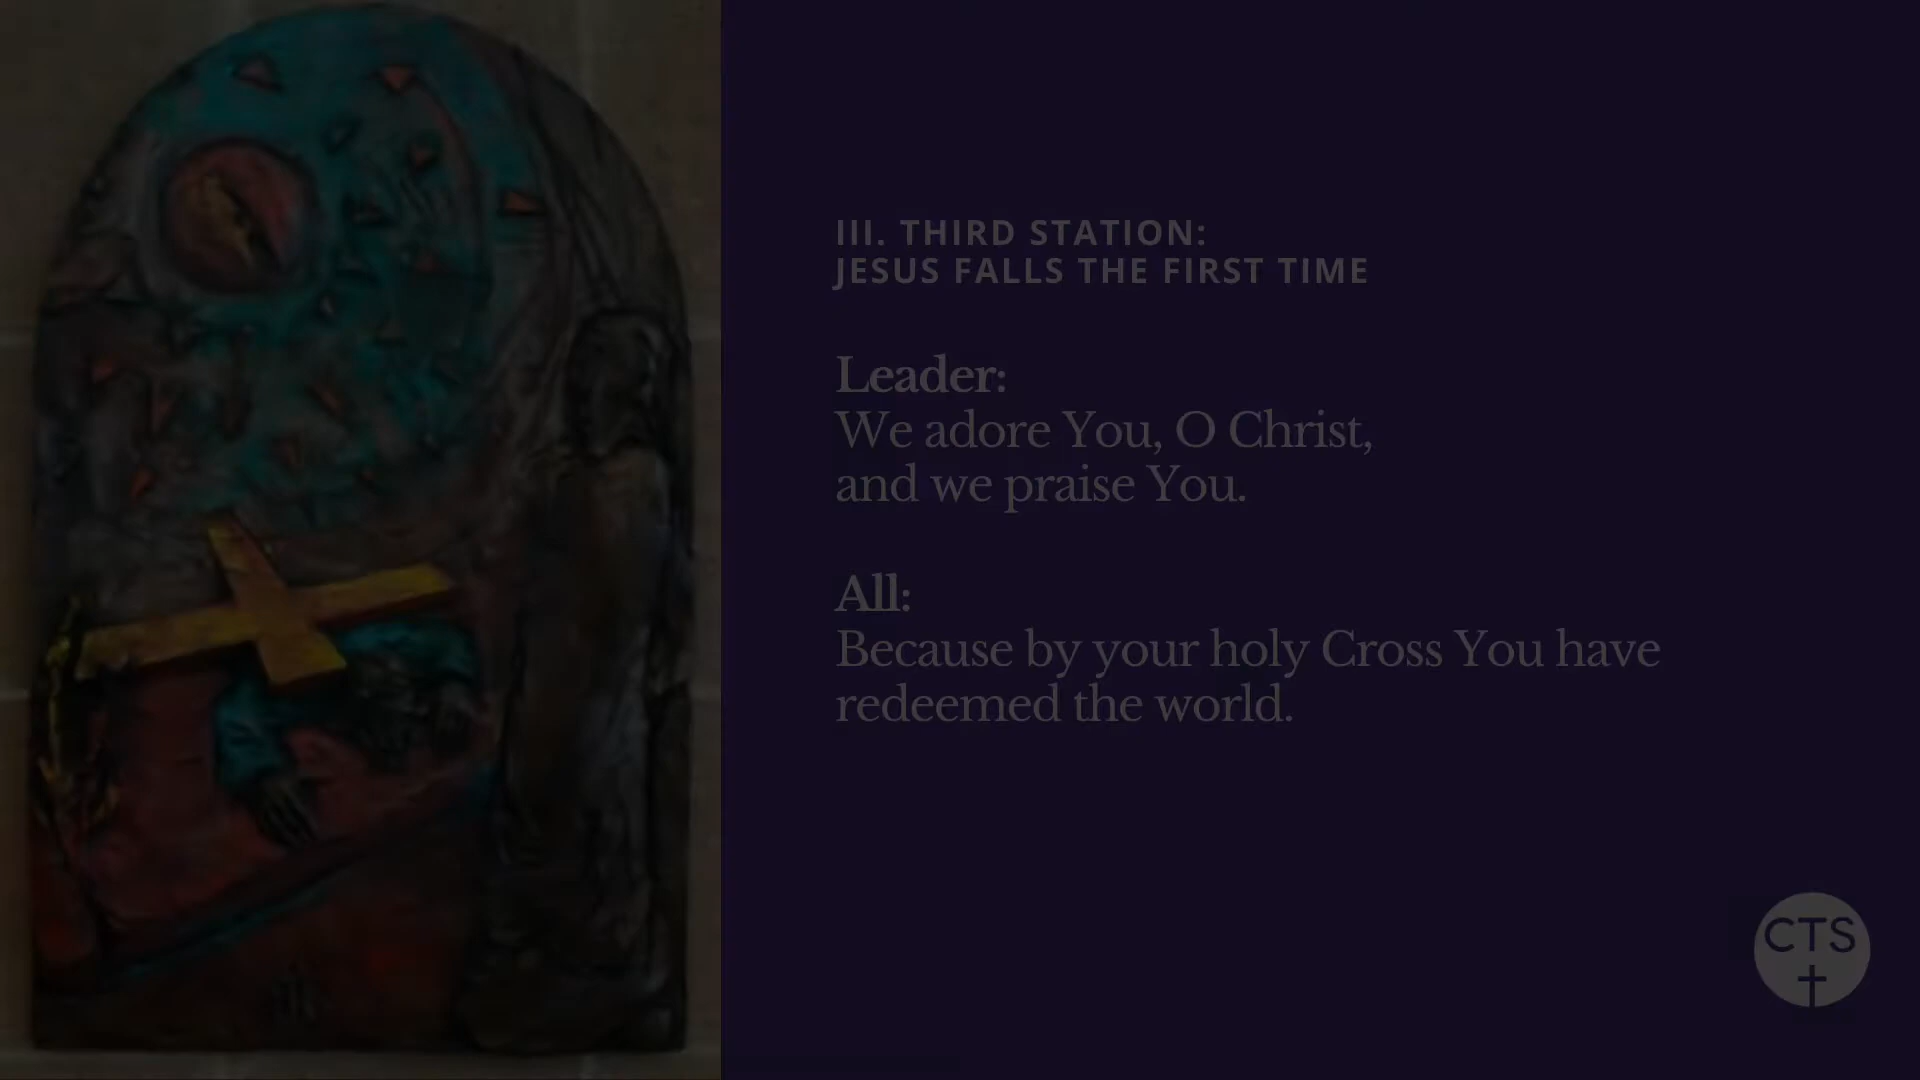 III. THIRD STATION:
JESUS FALLS THE FIRST TIME
Leader:
We adore You, O Christ,
and we praise You.
All:
Because by your holy Cross You have
redeemed the world.
CTS